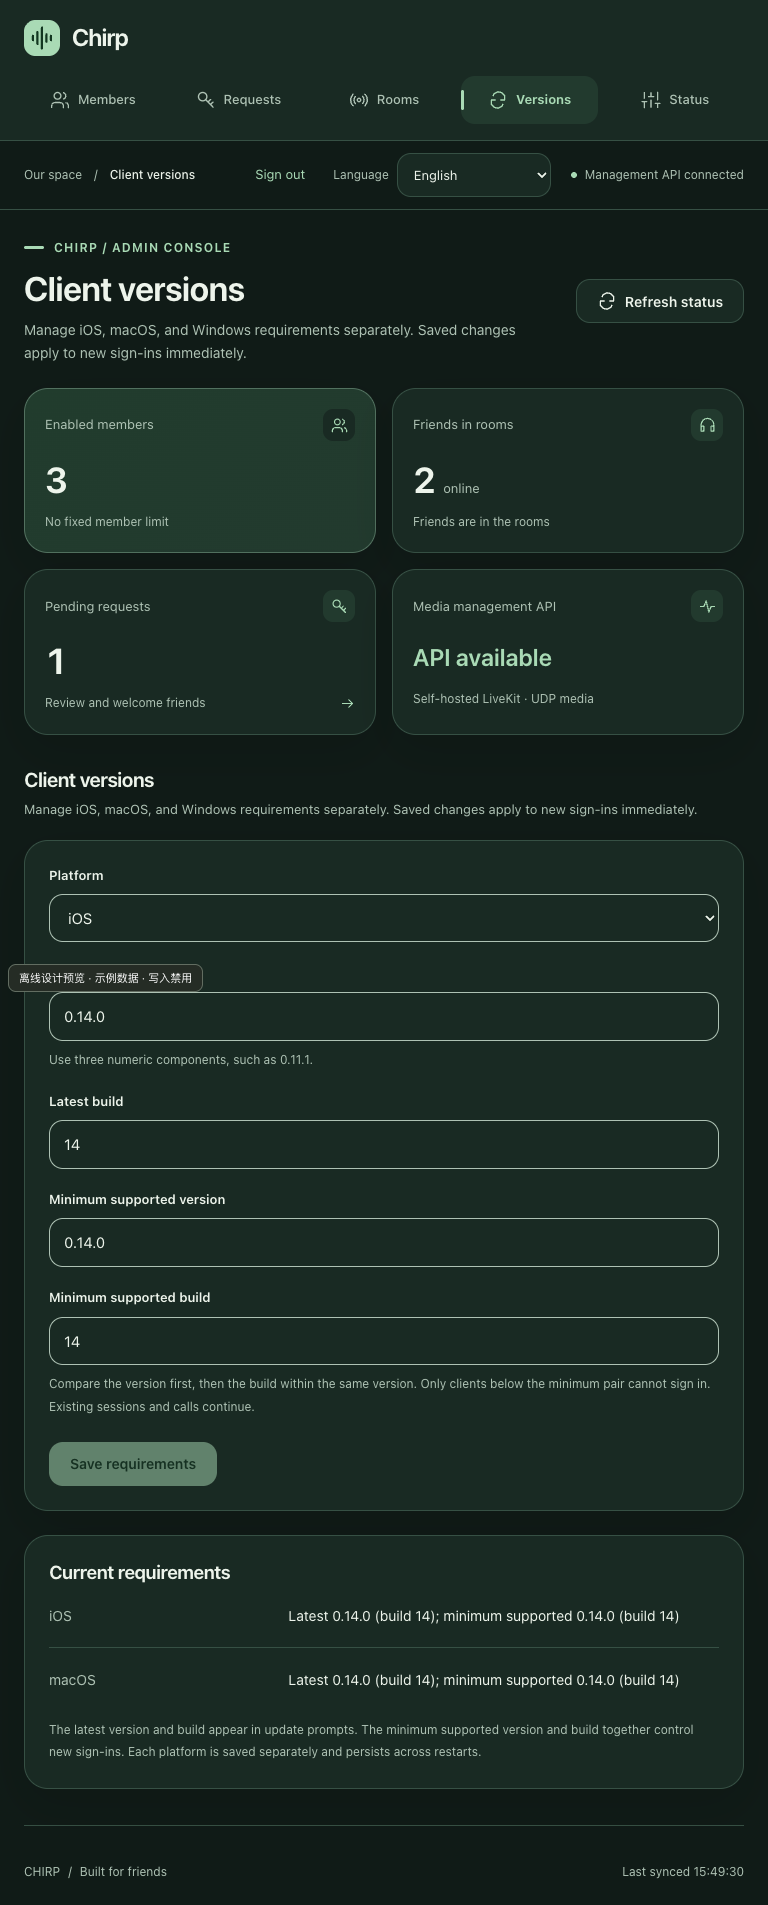 Chirp
Members
Requests
Rooms
Versions
Status
Our space / Client versions
Sign out
Language
English
Management API connected
CHIRP / ADMIN CONSOLE
Client versions
Refresh status
Manage iOS, macOS, and Windows requirements separately. Saved changes
apply to new sign-ins immediately.
Enabled members
3
No fixed member limit
Friends in rooms
2 online
Friends are in the rooms
Pending requests
1
Review and welcome friends →
Media management API
API available
Self-hosted LiveKit · UDP media
Client versions
Manage iOS, macOS, and Windows requirements separately. Saved changes apply to new sign-ins immediately.
Platform
iOS
离线设计预览 · 示例数据 · 写入禁用
0.14.0
Use three numeric components, such as 0.11.1.
Latest build
14
Minimum supported version
0.14.0
Minimum supported build
14
Compare the version first, then the build within the same version. Only clients below the minimum pair cannot sign in.
Existing sessions and calls continue.
Save requirements
Current requirements
iOS Latest 0.14.0 (build 14); minimum supported 0.14.0 (build 14)
macOS Latest 0.14.0 (build 14); minimum supported 0.14.0 (build 14)
The latest version and build appear in update prompts. The minimum supported version and build together control
new sign-ins. Each platform is saved separately and persists across restarts.
CHIRP / Built for friends
Last synced 15:49:30